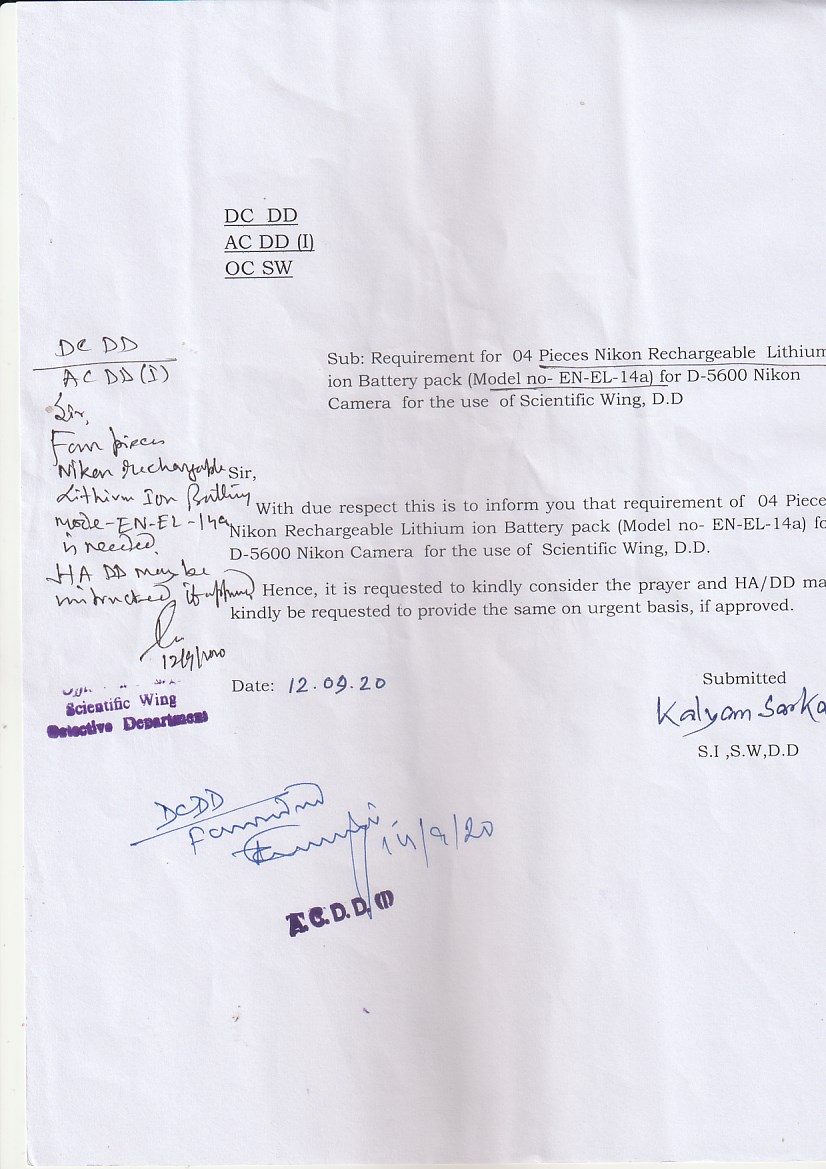 DC DD
AC DD (I)
OC SW
DC DD
AC DD (I)
Sir,
Four pieces
Nikon rechargable
Lithium Ion Battery
mode-EN-EL-14a
is needed.
HA DD may be
instructed, if approved
12/9/2020
Scientific Wing
Detective Department
Sub: Requirement for 04 Pieces Nikon Rechargeable Lithium
ion Battery pack (Model no- EN-EL-14a) for D-5600 Nikon
Camera for the use of Scientific Wing, D.D
Sir,
With due respect this is to inform you that requirement of 04 Piece
Nikon Rechargeable Lithium ion Battery pack (Model no- EN-EL-14a) fo
D-5600 Nikon Camera for the use of Scientific Wing, D.D.
Hence, it is requested to kindly consider the prayer and HA/DD ma
kindly be requested to provide the same on urgent basis, if approved.
Date: 12.09.20
Submitted
Kalyan Sarka
S.I ,S.W,D.D
DCDD
Forwarded
14/9/20
A.C.D.D. (I)